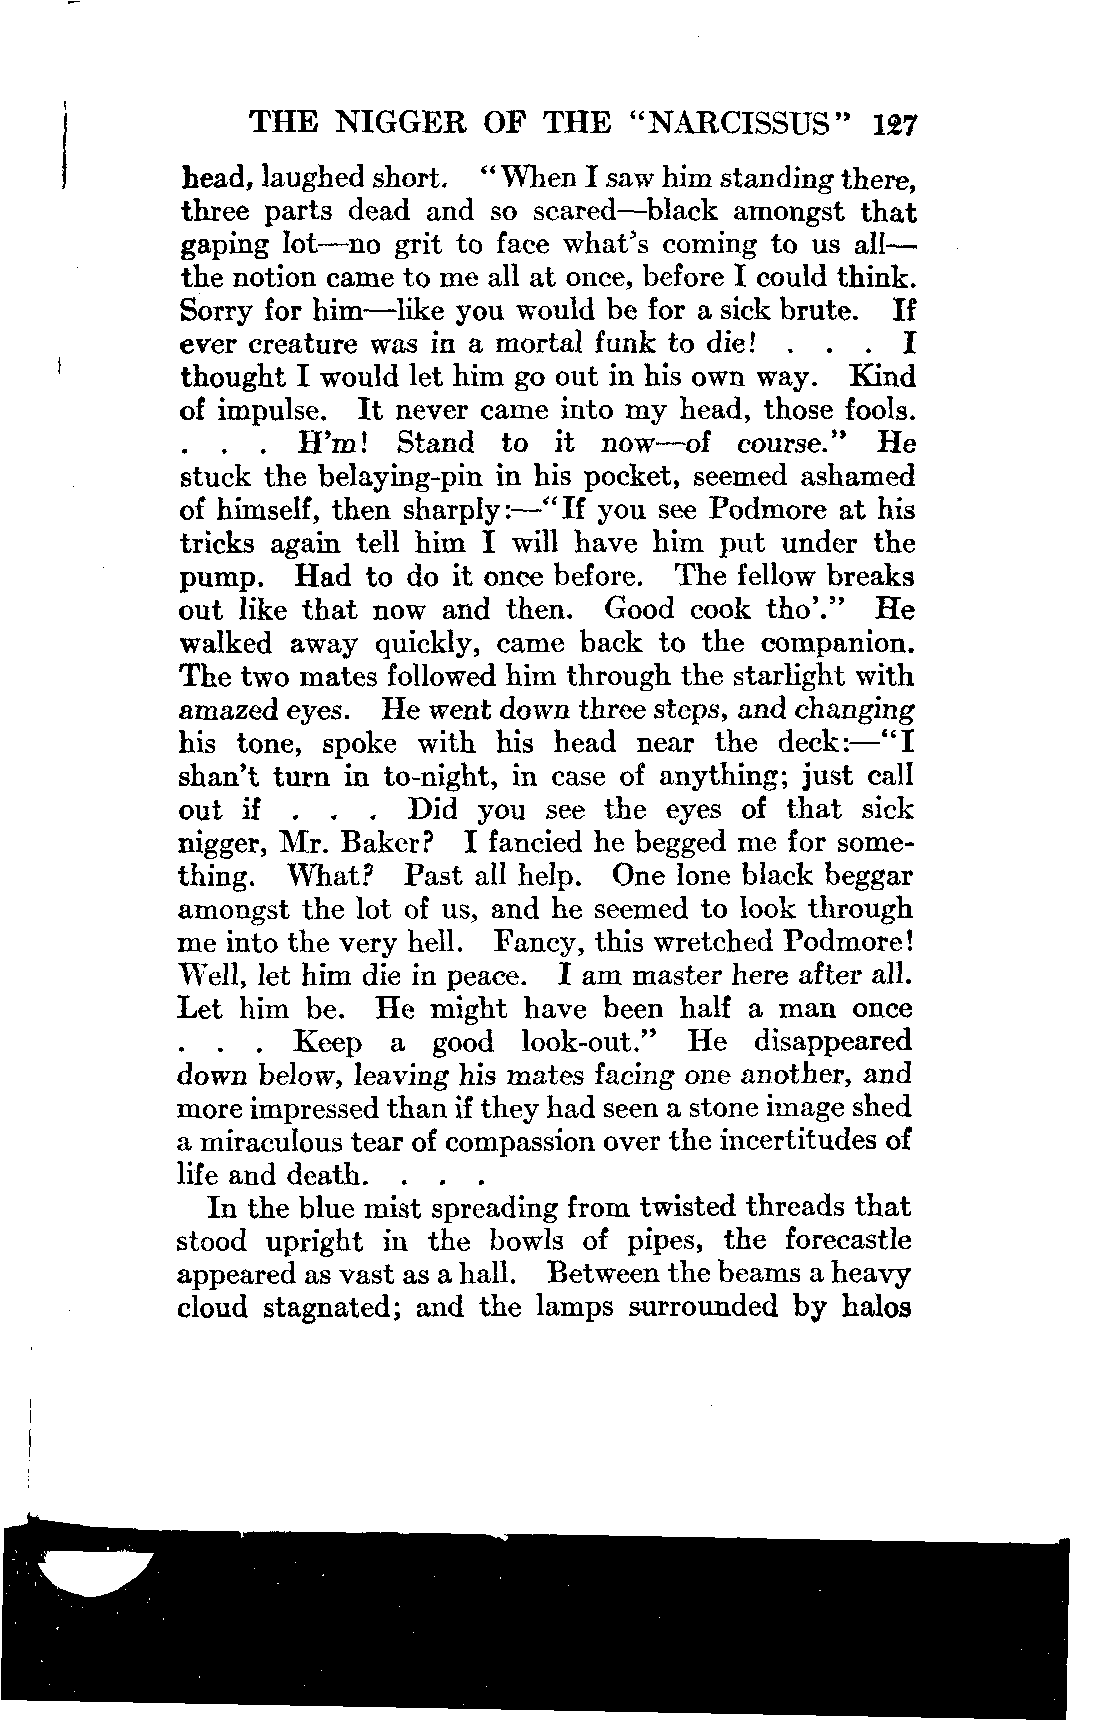 THE NIGGER OF THE "NARCISSUS" 127
head, laughed short. "When I saw him standing there,
three parts dead and so scared—black amongst that
gaping lot—no grit to face what's coming to us all—
the notion came to me all at once, before I could think.
Sorry for him—like you would be for a sick brute. If
ever creature was in a mortal funk to die! . . . I
thought I would let him go out in his own way. Kind
of impulse. It never came into my head, those fools.
. . . H'm! Stand to it now—of course." He
stuck the belaying-pin in his pocket, seemed ashamed
of himself, then sharply:—"If you see Podmore at his
tricks again tell him I will have him put under the
pump. Had to do it once before. The fellow breaks
out like that now and then. Good cook tho'." He
walked away quickly, came back to the companion.
The two mates followed him through the starlight with
amazed eyes. He went down three steps, and changing
his tone, spoke with his head near the deck:—"I
shan't turn in to-night, in case of anything; just call
out if . . . Did you see the eyes of that sick
nigger, Mr. Baker? I fancied he begged me for some-
thing. What? Past all help. One lone black beggar
amongst the lot of us, and he seemed to look through
me into the very hell. Fancy, this wretched Podmore!
Well, let him die in peace. I am master here after all.
Let him be. He might have been half a man once
. . . Keep a good look-out." He disappeared
down below, leaving his mates facing one another, and
more impressed than if they had seen a stone image shed
a miraculous tear of compassion over the incertitudes of
life and death. . . .
In the blue mist spreading from twisted threads that
stood upright in the bowls of pipes, the forecastle
appeared as vast as a hall. Between the beams a heavy
cloud stagnated; and the lamps surrounded by halos